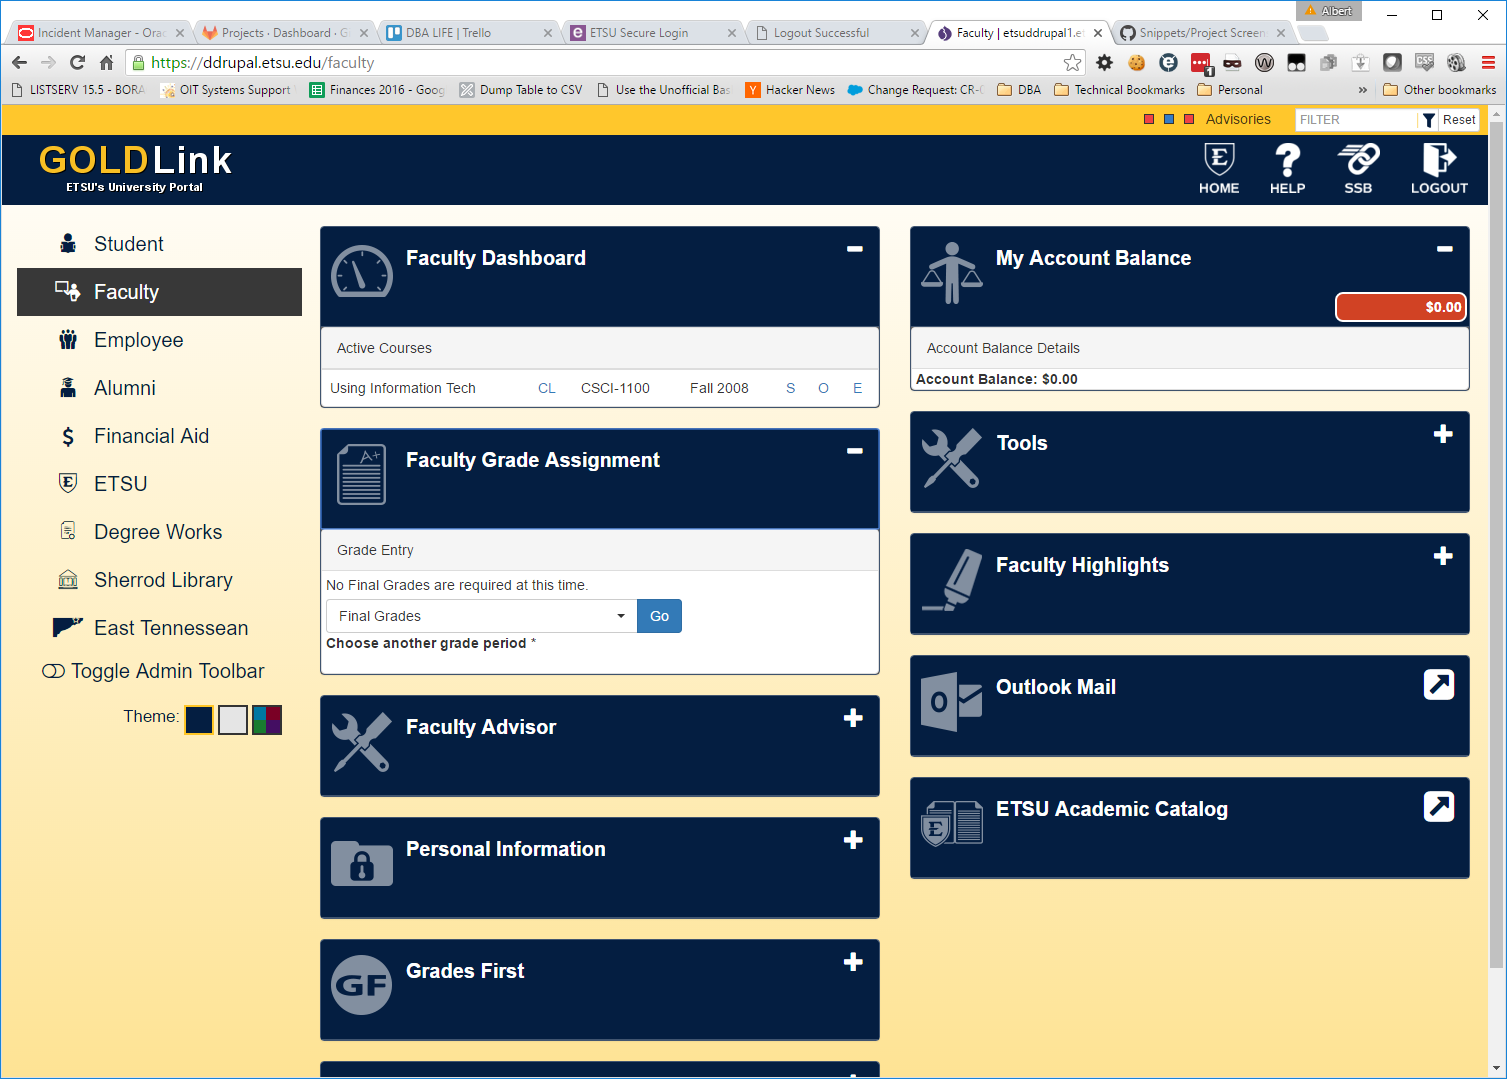 Albert
Incident Manager - Orac
Projects · Dashboard · G
DBA LIFE | Trello
ETSU Secure Login
Logout Successful
Faculty | etsuddrupal1.et
Snippets/Project Screen
https://ddrupal.etsu.edu/faculty
1
LISTSERV 15.5 - BORA
OIT Systems Support
Finances 2016 - Goog
Dump Table to CSV
Use the Unofficial Bas
Hacker News
Change Request: CR-0
DBA
Technical Bookmarks
Personal
»
Other bookmarks
Advisories
FILTER
Reset
GOLDLink
ETSU's University Portal
HOME
HELP
SSB
LOGOUT
Student
Faculty
Employee
Alumni
Financial Aid
ETSU
Degree Works
Sherrod Library
East Tennessean
Toggle Admin Toolbar
Theme:
Faculty Dashboard
Active Courses
Using Information Tech CL CSCI-1100 Fall 2008 S O E
A+
Faculty Grade Assignment
Grade Entry
No Final Grades are required at this time.
Final Grades
Go
Choose another grade period *
Faculty Advisor
Personal Information
GF
Grades First
My Account Balance
$0.00
Account Balance Details
Account Balance: $0.00
Tools
Faculty Highlights
Outlook Mail
ETSU Academic Catalog